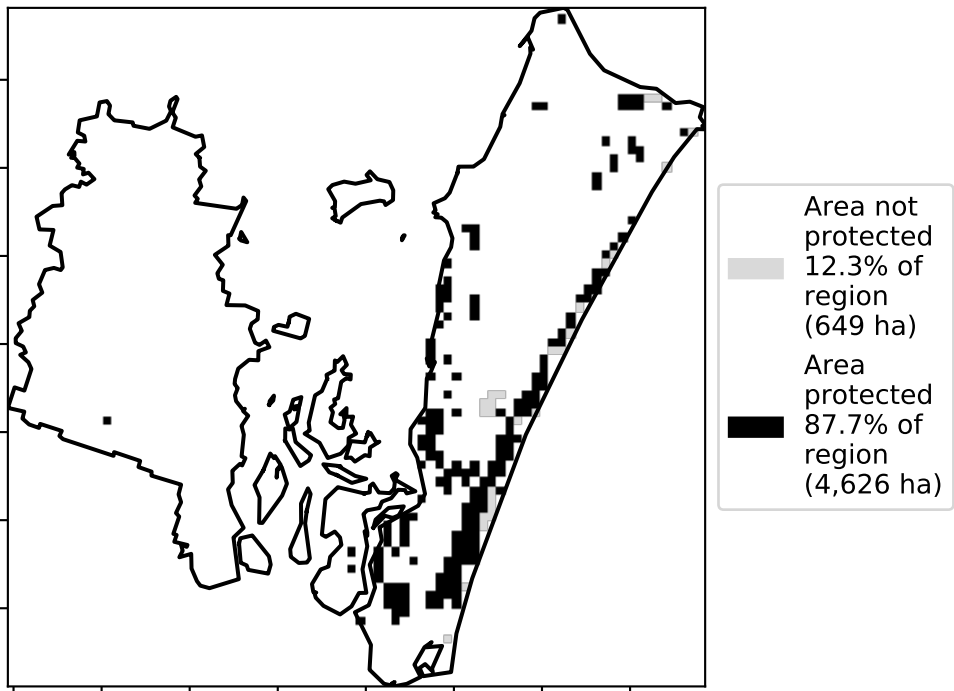 Area not
protected
12.3% of
region
(649 ha)
Area
protected
87.7% of
region
(4,626 ha)